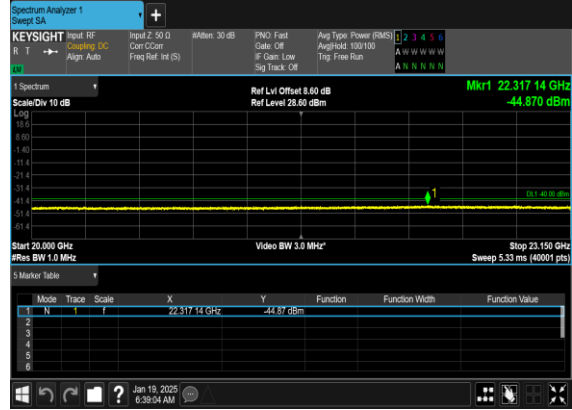 Spectrum Analyzer 1
Swept SA
+
KEYSIGHT Input: RF Input Z: 50 Ω #Atten: 30 dB PNO: Fast Avg Type: Power (RMS) 1 2 3 4 5 6
R T Coupling: DC Corr CCorr Gate: Off Avg|Hold: 100/100 A W W W W W
Align: Auto Freq Ref: Int (S) IF Gain: Low Trig: Free Run
Sig Track: Off A N N N N N
1 Spectrum Ref Lvl Offset 8.60 dB Mkr1 22.317 14 GHz
Scale/Div 10 dB Ref Level 28.60 dBm -44.870 dBm
Log
18.6
8.60
-1.40
-11.4
-21.4
-31.4
1
DL1 -40.00 dBm
-41.4
-51.4
-61.4
Start 20.000 GHz Video BW 3.0 MHz* Stop 23.150 GHz
#Res BW 1.0 MHz Sweep 5.33 ms (40001 pts)
5 Marker Table
Mode Trace Scale X Y Function Function Width Function Value
1 N 1 f 22.317 14 GHz -44.87 dBm
2
3
4
5
6
? Jan 19, 2025
6:39:04 AM